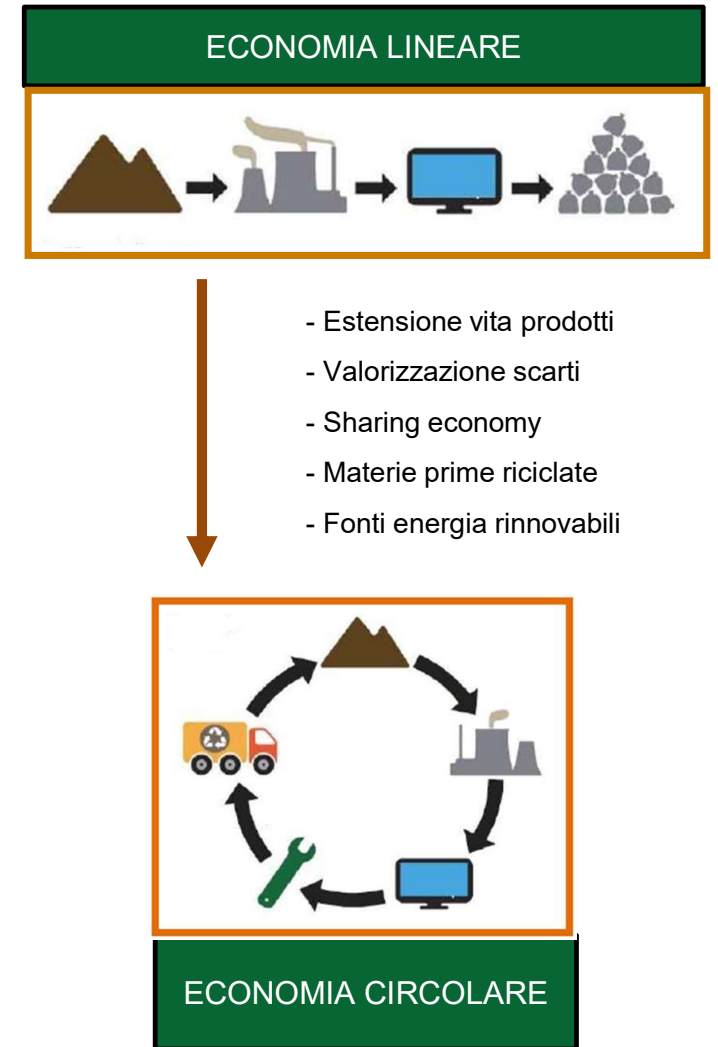 ECONOMIA LINEARE
- Estensione vita prodotti
- Valorizzazione scarti
- Sharing economy
- Materie prime riciclate
- Fonti energia rinnovabili
ECONOMIA CIRCOLARE